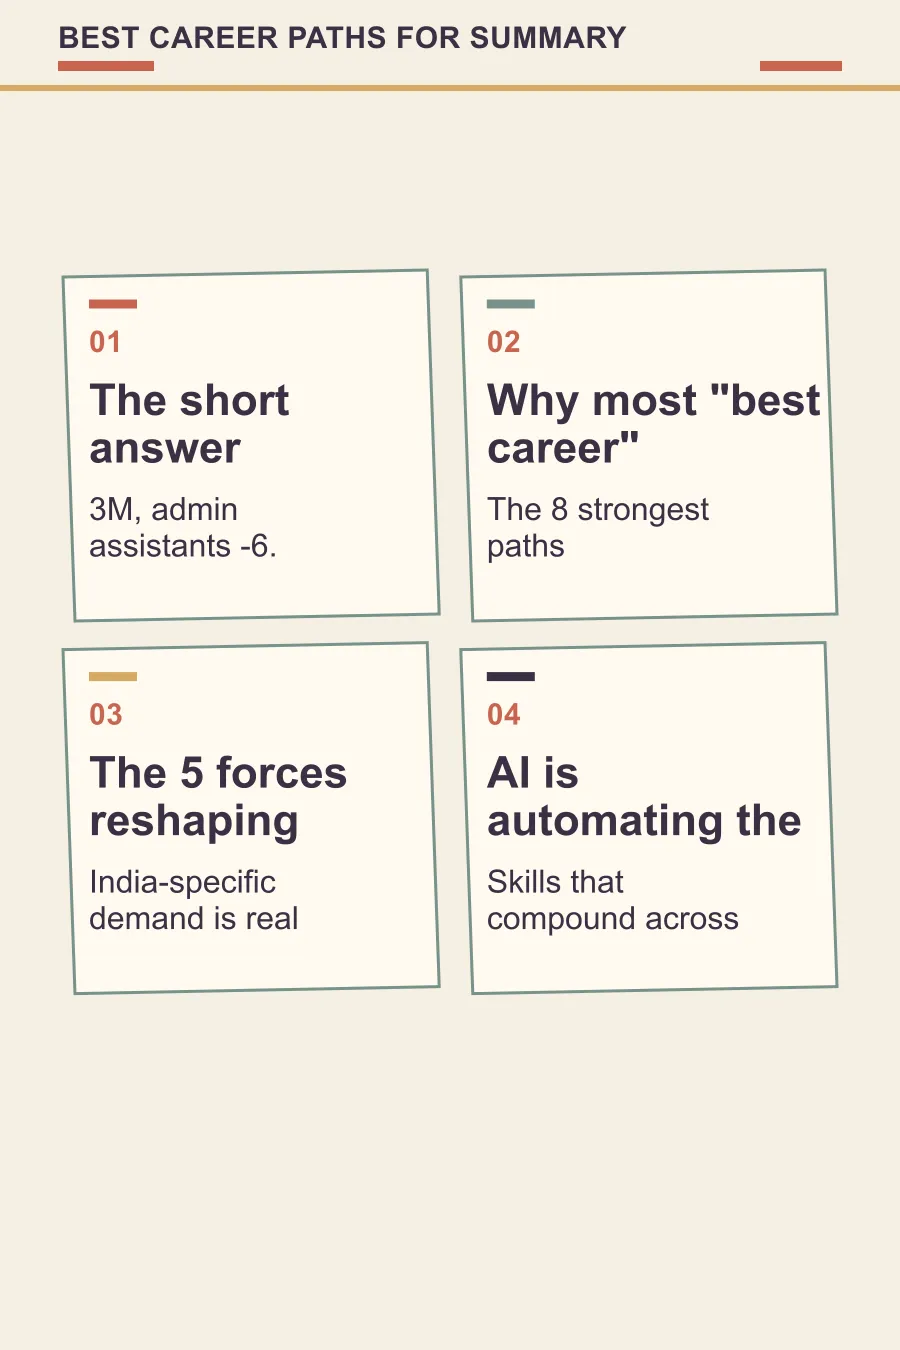 BEST CAREER PATHS FOR SUMMARY
01
The short
answer
3M, admin
assistants -6.
02
Why most "best
career"
The 8 strongest
paths
03
The 5 forces
reshaping
India-specific
demand is real
04
AI is
automating the
Skills that
compound across